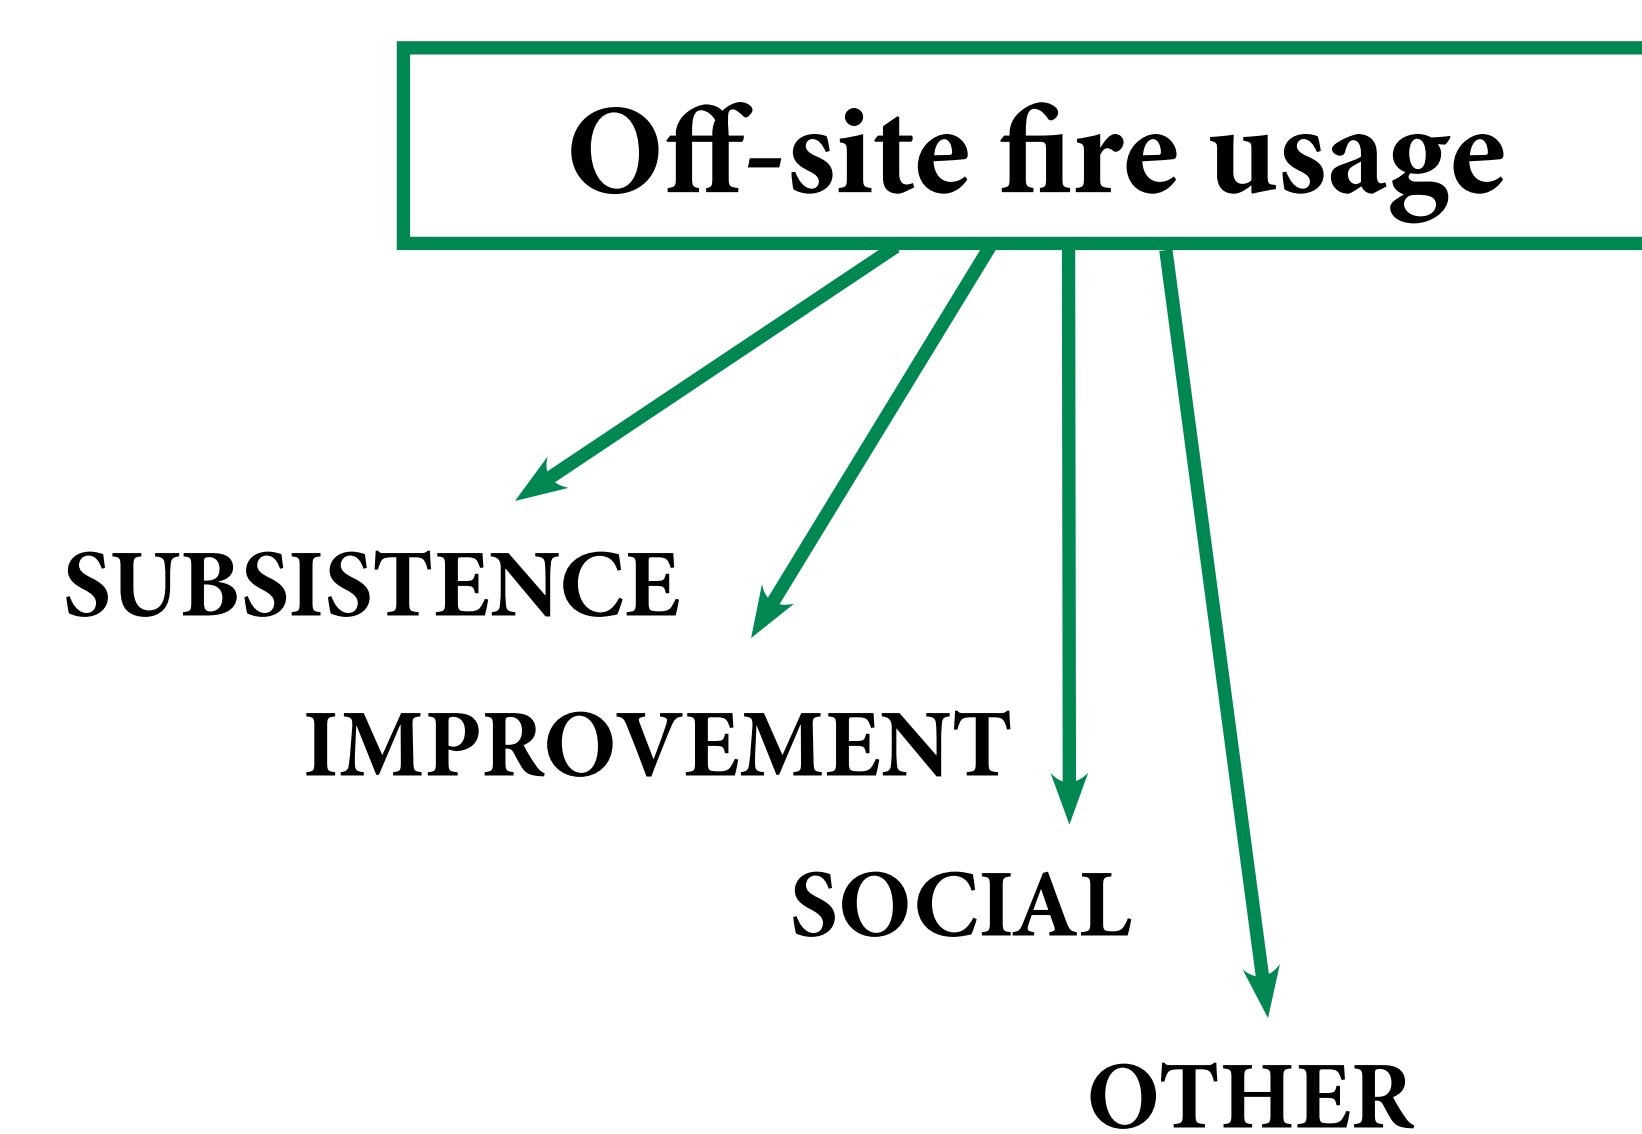 Off-site fire usage
SUBSISTENCE
IMPROVEMENT
SOCIAL
OTHER